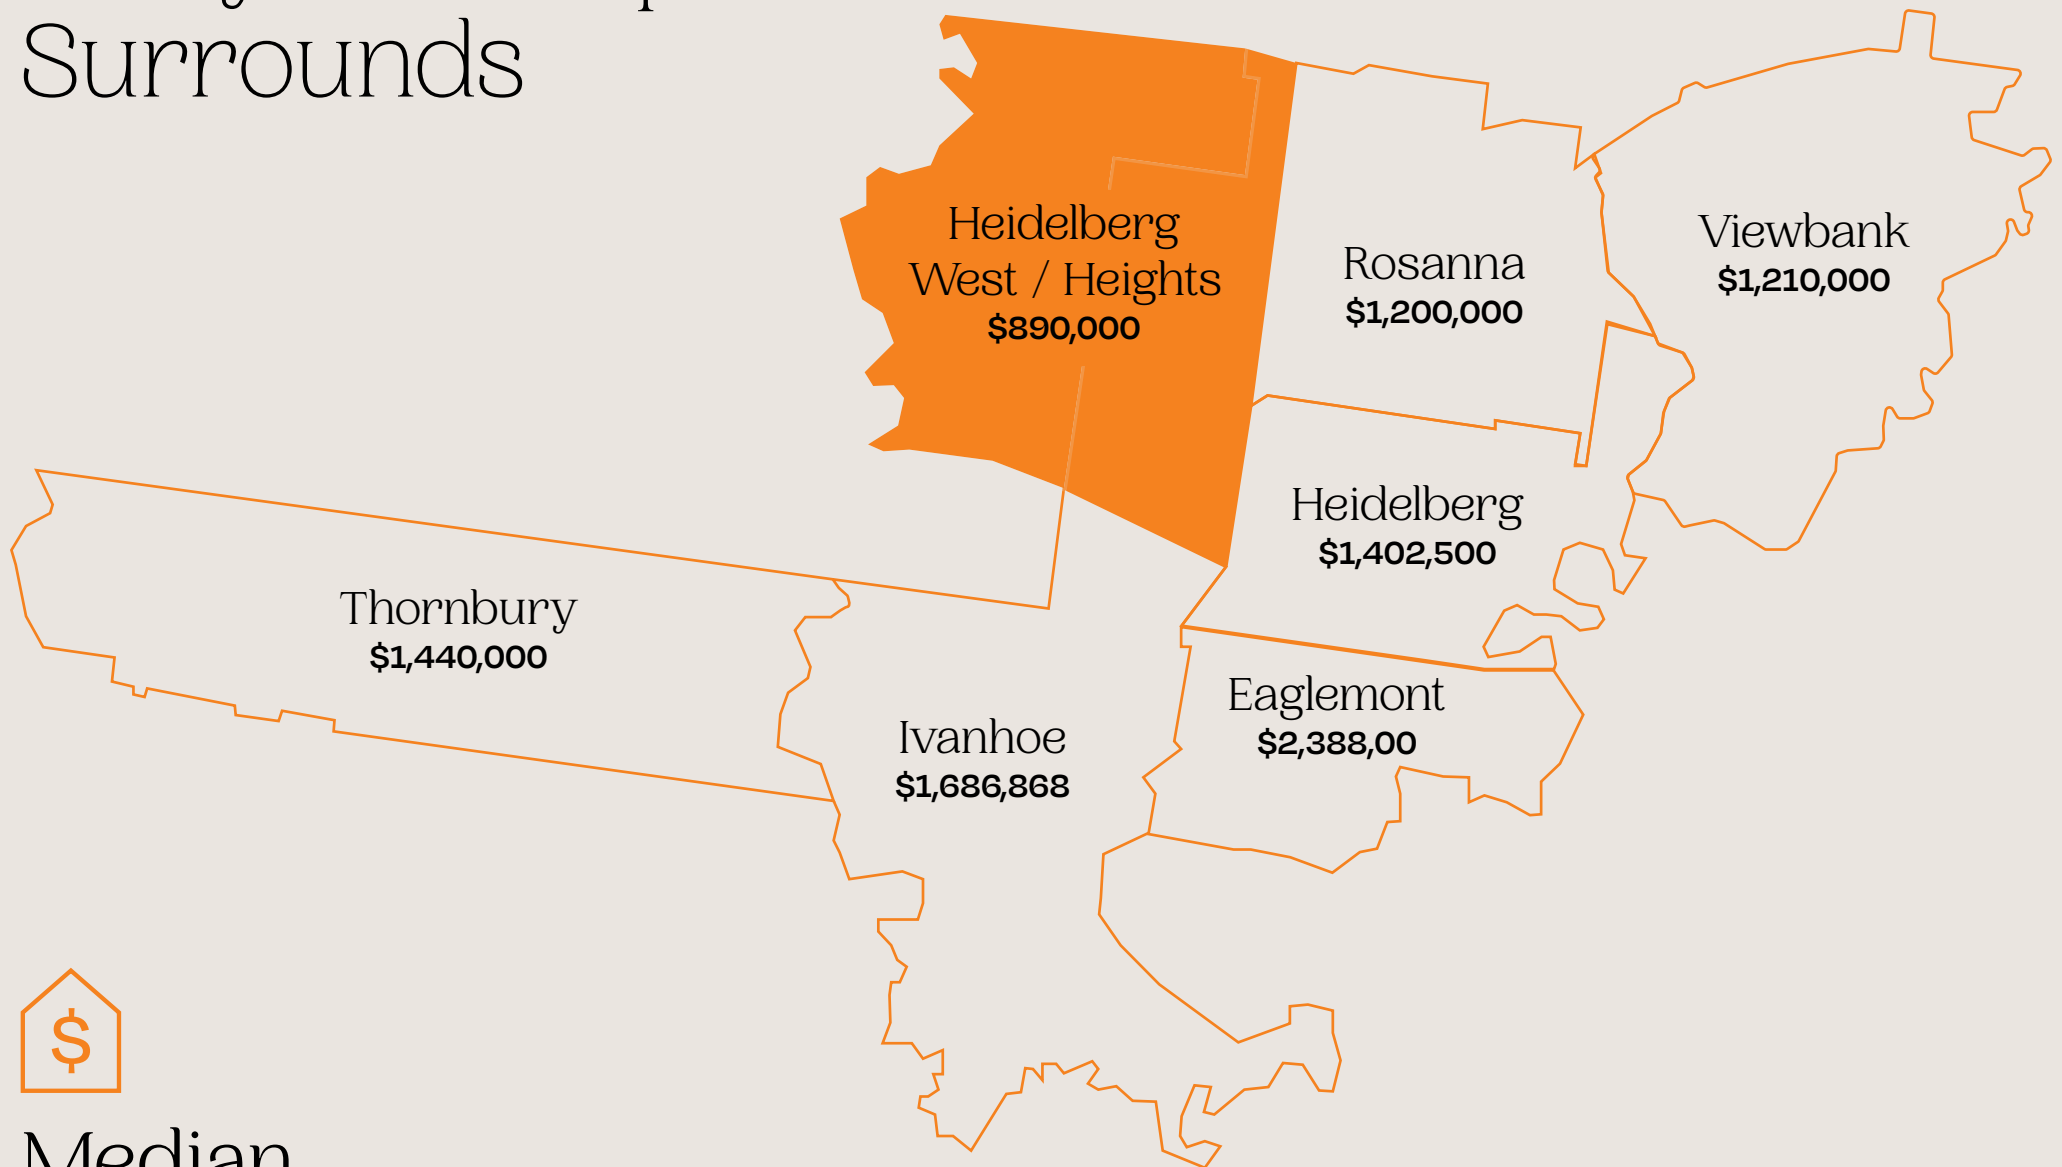 Surrounds
Heidelberg
West / Heights
$890,000
Rosanna
$1,200,000
Viewbank
$1,210,000
Heidelberg
$1,402,500
Thornbury
$1,440,000
Eaglemont
$2,388,00
Ivanhoe
$1,686,868
$
Median